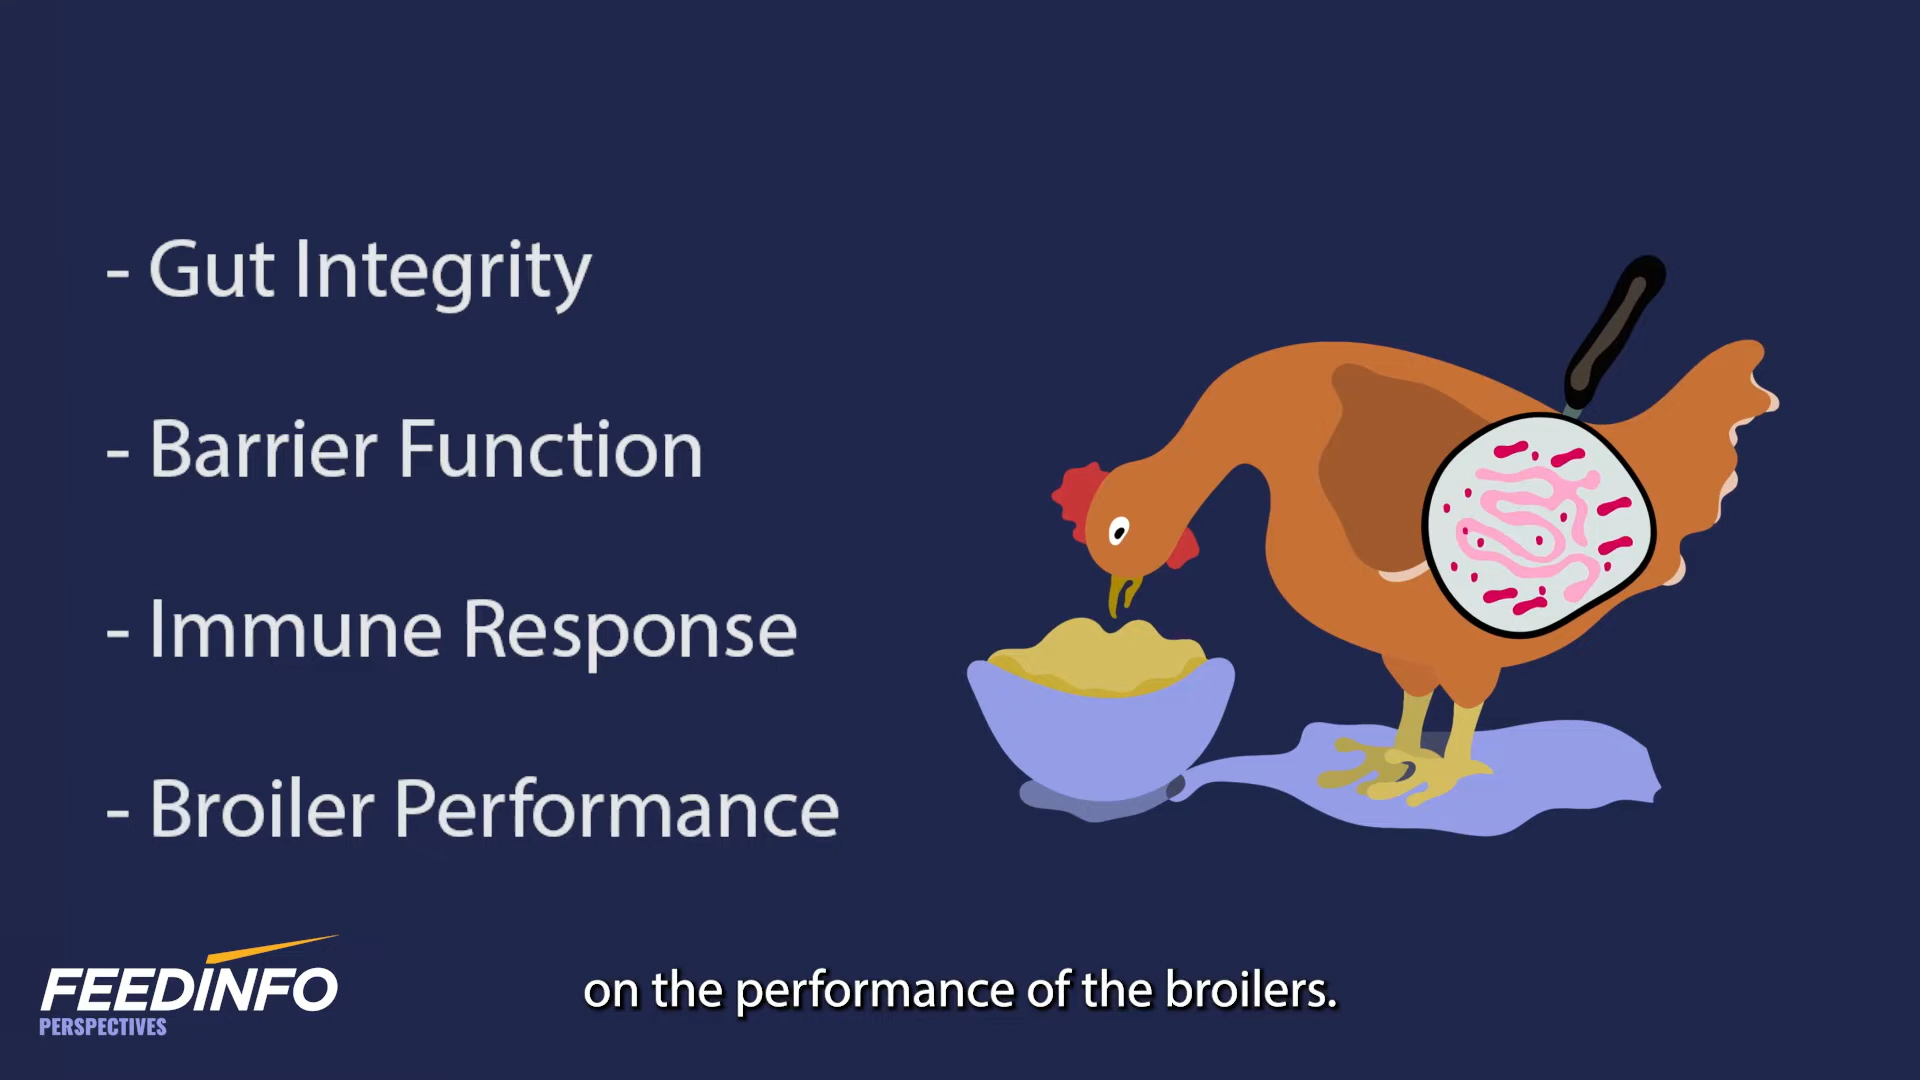 - Gut Integrity
- Barrier Function
- Immune Response
- Broiler Performance
FEEDINFO
PERSPECTIVES
on the performance of the broilers.